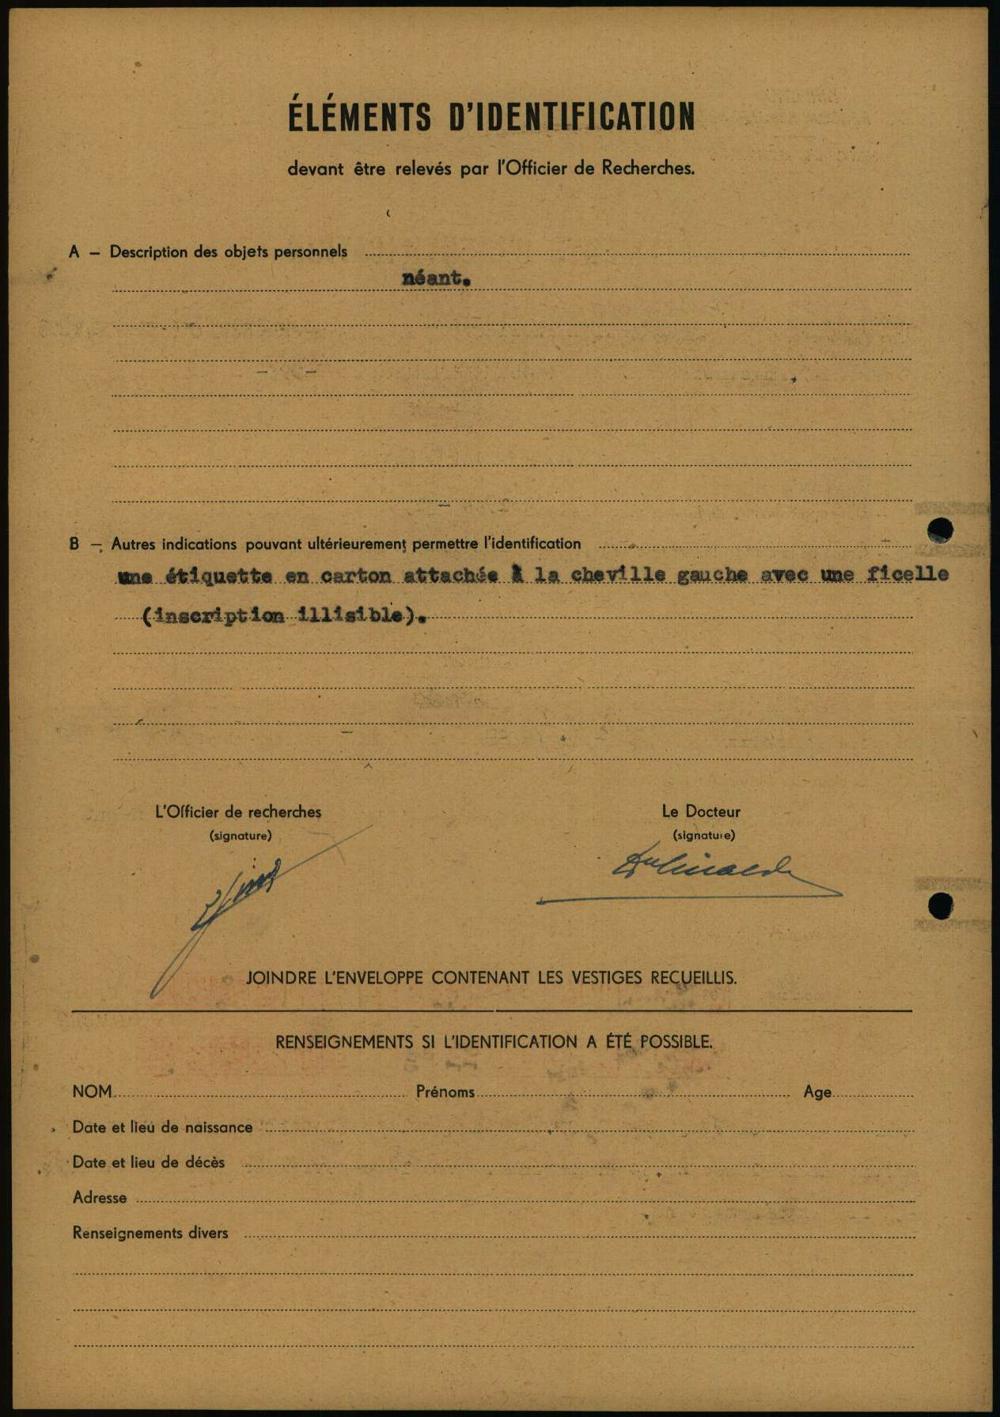 ÉLÉMENTS D'IDENTIFICATION
devant être relevés par l'Officier de Recherches.
A – Description des objets personnels
néant.
B – Autres indications pouvant ultérieurement permettre l'identification
une étiquette en carton attachée à la cheville gauche avec une ficelle
(inscription illisible).
L'Officier de recherches Le Docteur
(signature) (signature)
JOINDRE L'ENVELOPPE CONTENANT LES VESTIGES RECUEILLIS.
RENSEIGNEMENTS SI L'IDENTIFICATION A ÉTÉ POSSIBLE.
NOM Prénoms Age
Date et lieu de naissance
Date et lieu de décès
Adresse
Renseignements divers